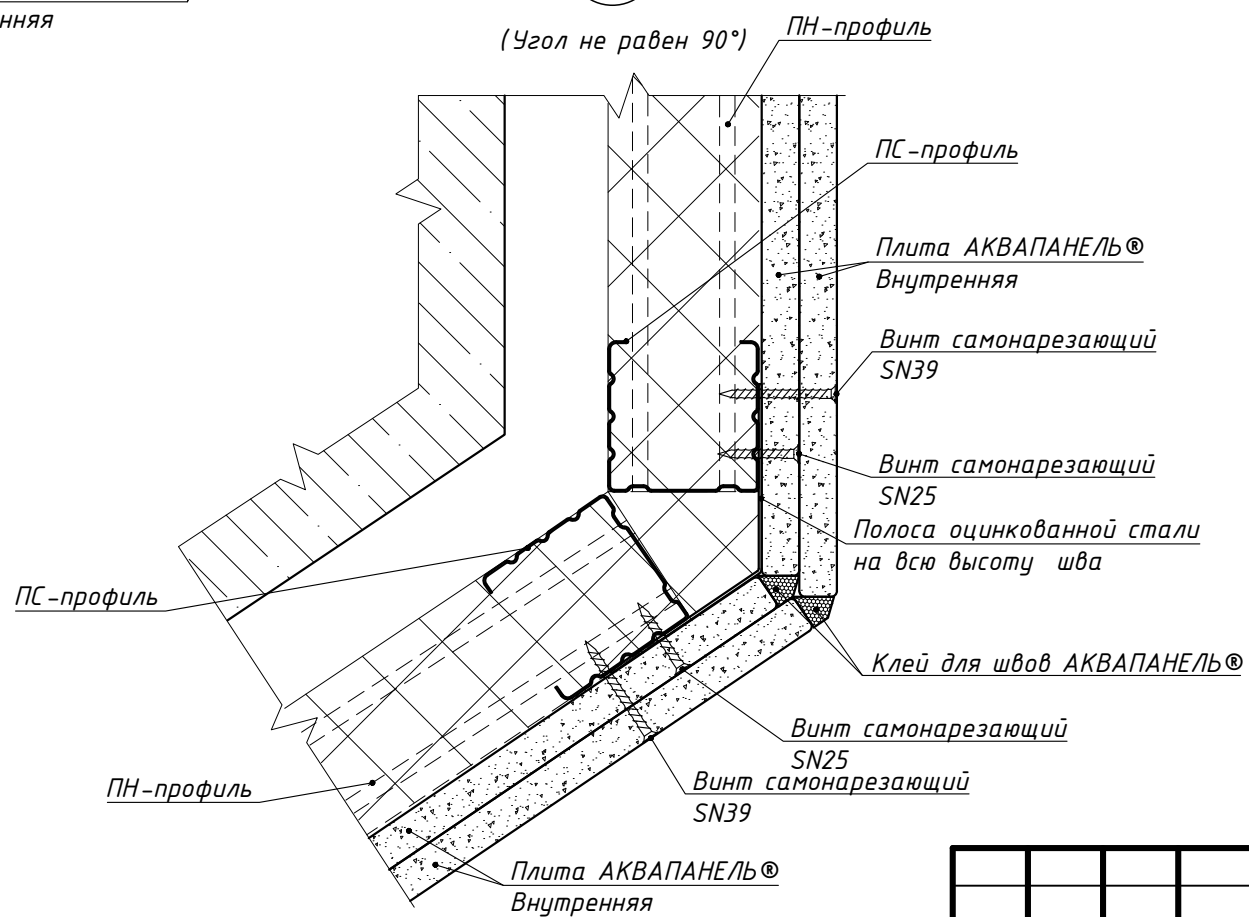 нняя
(Угол не равен 90°)
ПН-профиль
ПС-профиль
Плита АКВАПАНЕЛЬ®
Внутренняя
Винт самонарезающий
SN39
Винт самонарезающий
SN25
Полоса оцинкованной стали
на всю высоту шва
ПС-профиль
Клей для швов АКВАПАНЕЛЬ®
Винт самонарезающий
SN25
Винт самонарезающий
SN39
ПН-профиль
Плита АКВАПАНЕЛЬ®
Внутренняя